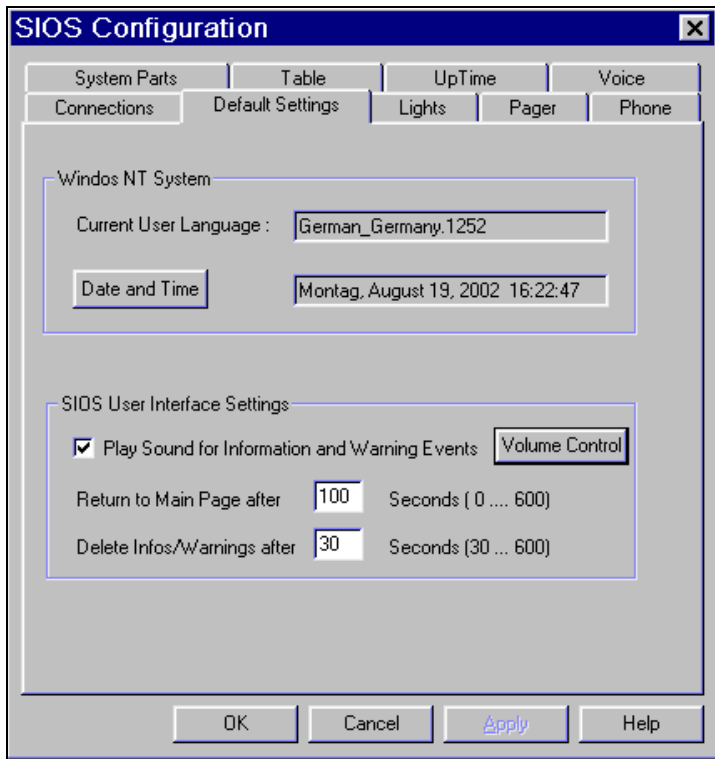 SIOS Configuration
System Parts Table UpTime Voice
Connections Default Settings Lights Pager Phone
Windos NT System
Current User Language : German_Germany.1252
Date and Time Montag, August 19, 2002 16:22:47
SIOS User Interface Settings
Play Sound for Information and Warning Events Volume Control
Return to Main Page after 100 Seconds ( 0 .... 600)
Delete Infos/Warnings after 30 Seconds (30 ... 600)
OK Cancel Apply Help